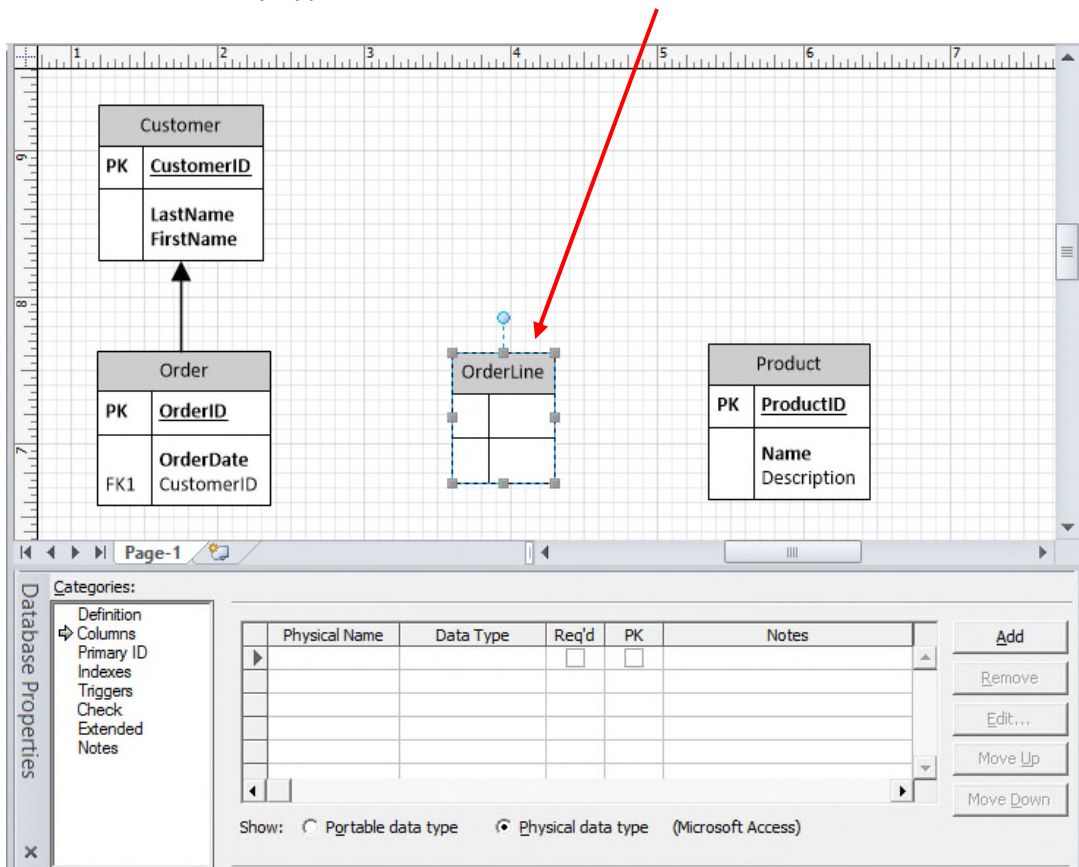 1 2 3 4 5 6 7
9
8
7
Customer
PK CustomerID
LastName
FirstName
Order
PK OrderID
OrderDate
FK1 CustomerID
OrderLine
Product
PK ProductID
Name
Description
Page-1
Database Properties
Categories:
Definition
Columns
Primary ID
Indexes
Triggers
Check
Extended
Notes
Physical Name Data Type Req'd PK Notes
Add
Remove
Edit...
Move Up
Move Down
Show: Portable data type Physical data type (Microsoft Access)